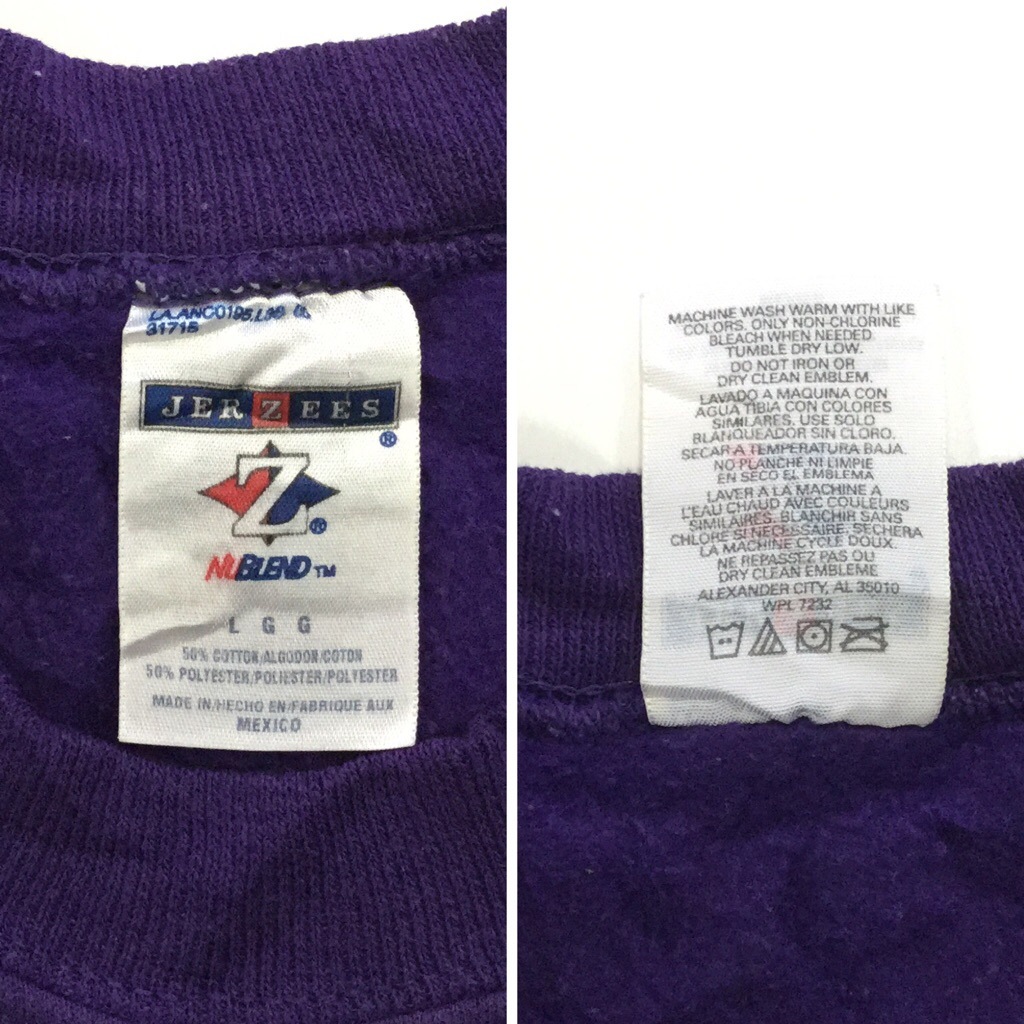 31715
JERZEES
®
Z
®
NUBLEND™
L G G
50% COTTON/ALGODON/COTON
50% POLYESTER/POLIESTER/POLYESTER
MADE IN/HECHO EN/FABRIQUE AUX
MEXICO
MACHINE WASH WARM WITH LIKE
COLORS. ONLY NON-CHLORINE
BLEACH WHEN NEEDED
TUMBLE DRY LOW.
DO NOT IRON OR
DRY CLEAN EMBLEM.
LAVADO A MAQUINA CON
AGUA TIBIA CON COLORES
SIMILARES. USE SOLO
BLANQUEADOR SIN CLORO.
SECAR A TEMPERATURA BAJA.
NO PLANCHE NI LIMPIE
EN SECO EL EMBLEMA
LAVER A LA MACHINE A
L'EAU CHAUD AVEC COULEURS
SIMILAIRES. BLANCHIR SANS
CHLORE SI NECESSAIRE. SECHERA
LA MACHINE CYCLE DOUX.
NE REPASSEZ PAS OU
DRY CLEAN EMBLEME
ALEXANDER CITY, AL 35010
WPL 7232